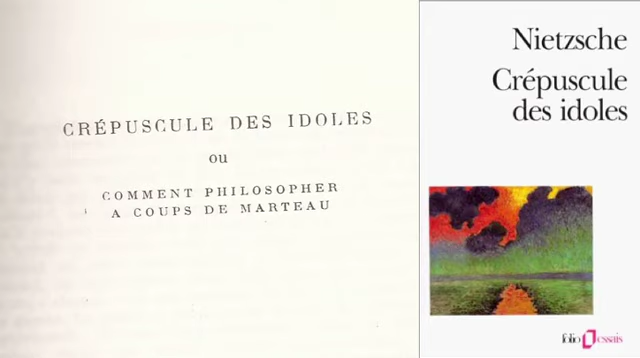 CRÉPUSCULE DES IDOLES
ou
COMMENT PHILOSOPHER
A COUPS DE MARTEAU
Nietzsche
Crépuscule
des idoles
folio essais